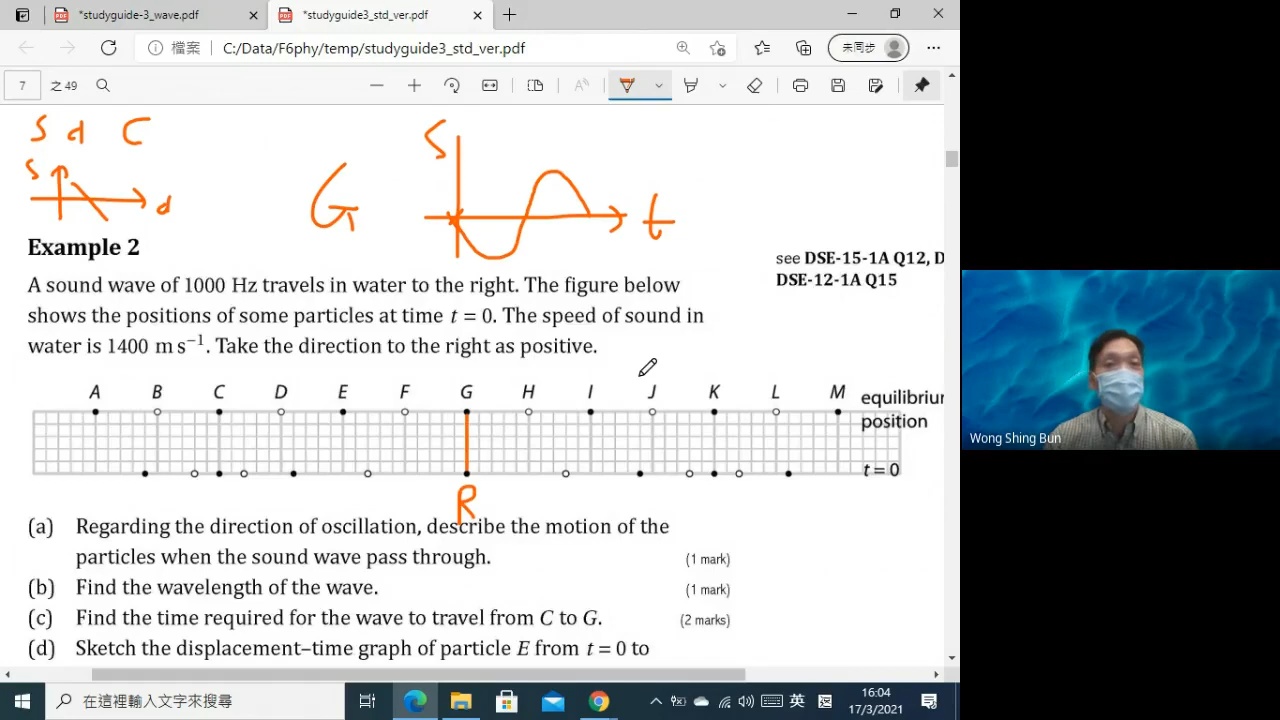 *studyguide-3_wave.pdf
*studyguide3_std_ver.pdf
檔案
C:/Data/F6phy/temp/studyguide3_std_ver.pdf
未同步
7
之 49
S d C
S
d
G
S
t
Example 2
see DSE-15-1A Q12, D
DSE-12-1A Q15
A sound wave of 1000 Hz travels in water to the right. The figure below
shows the positions of some particles at time t = 0. The speed of sound in
water is 1400 m s⁻¹. Take the direction to the right as positive.
A B C D E F G H I J K L M
equilibriur
position
t = 0
R
(a) Regarding the direction of oscillation, describe the motion of the
particles when the sound wave pass through. (1 mark)
(b) Find the wavelength of the wave. (1 mark)
(c) Find the time required for the wave to travel from C to G. (2 marks)
(d) Sketch the displacement–time graph of particle E from t = 0 to
Wong Shing Bun
在這裡輸入文字來搜尋
英
16:04
17/3/2021